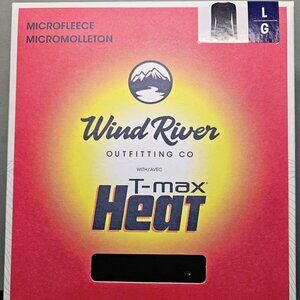 MICROFLEECE
MICROMOLLETON
L
G
Wind River
OUTFITTING CO
WITH/AVEC
T-max
HEAT